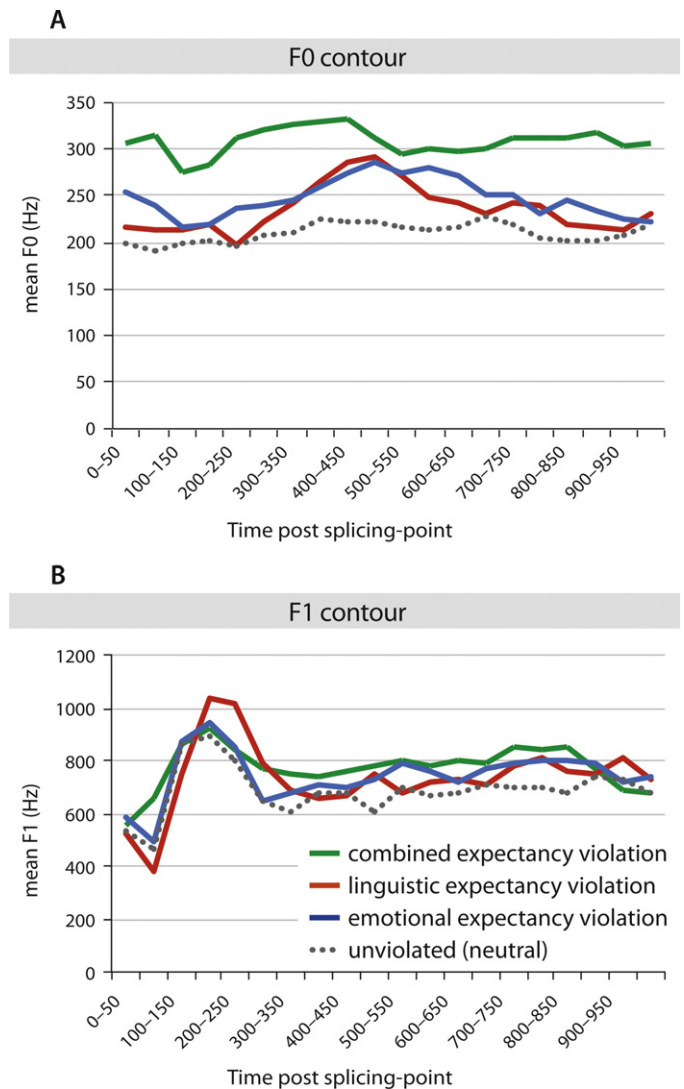 A
F0 contour
mean F0 (Hz)
350
300
250
200
150
100
50
0
0–50
100–150
200–250
300–350
400–450
500–550
600–650
700–750
800–850
900–950
Time post splicing-point
B
F1 contour
mean F1 (Hz)
1200
1000
800
600
400
200
0
combined expectancy violation
linguistic expectancy violation
emotional expectancy violation
unviolated (neutral)
0–50
100–150
200–250
300–350
400–450
500–550
600–650
700–750
800–850
900–950
Time post splicing-point